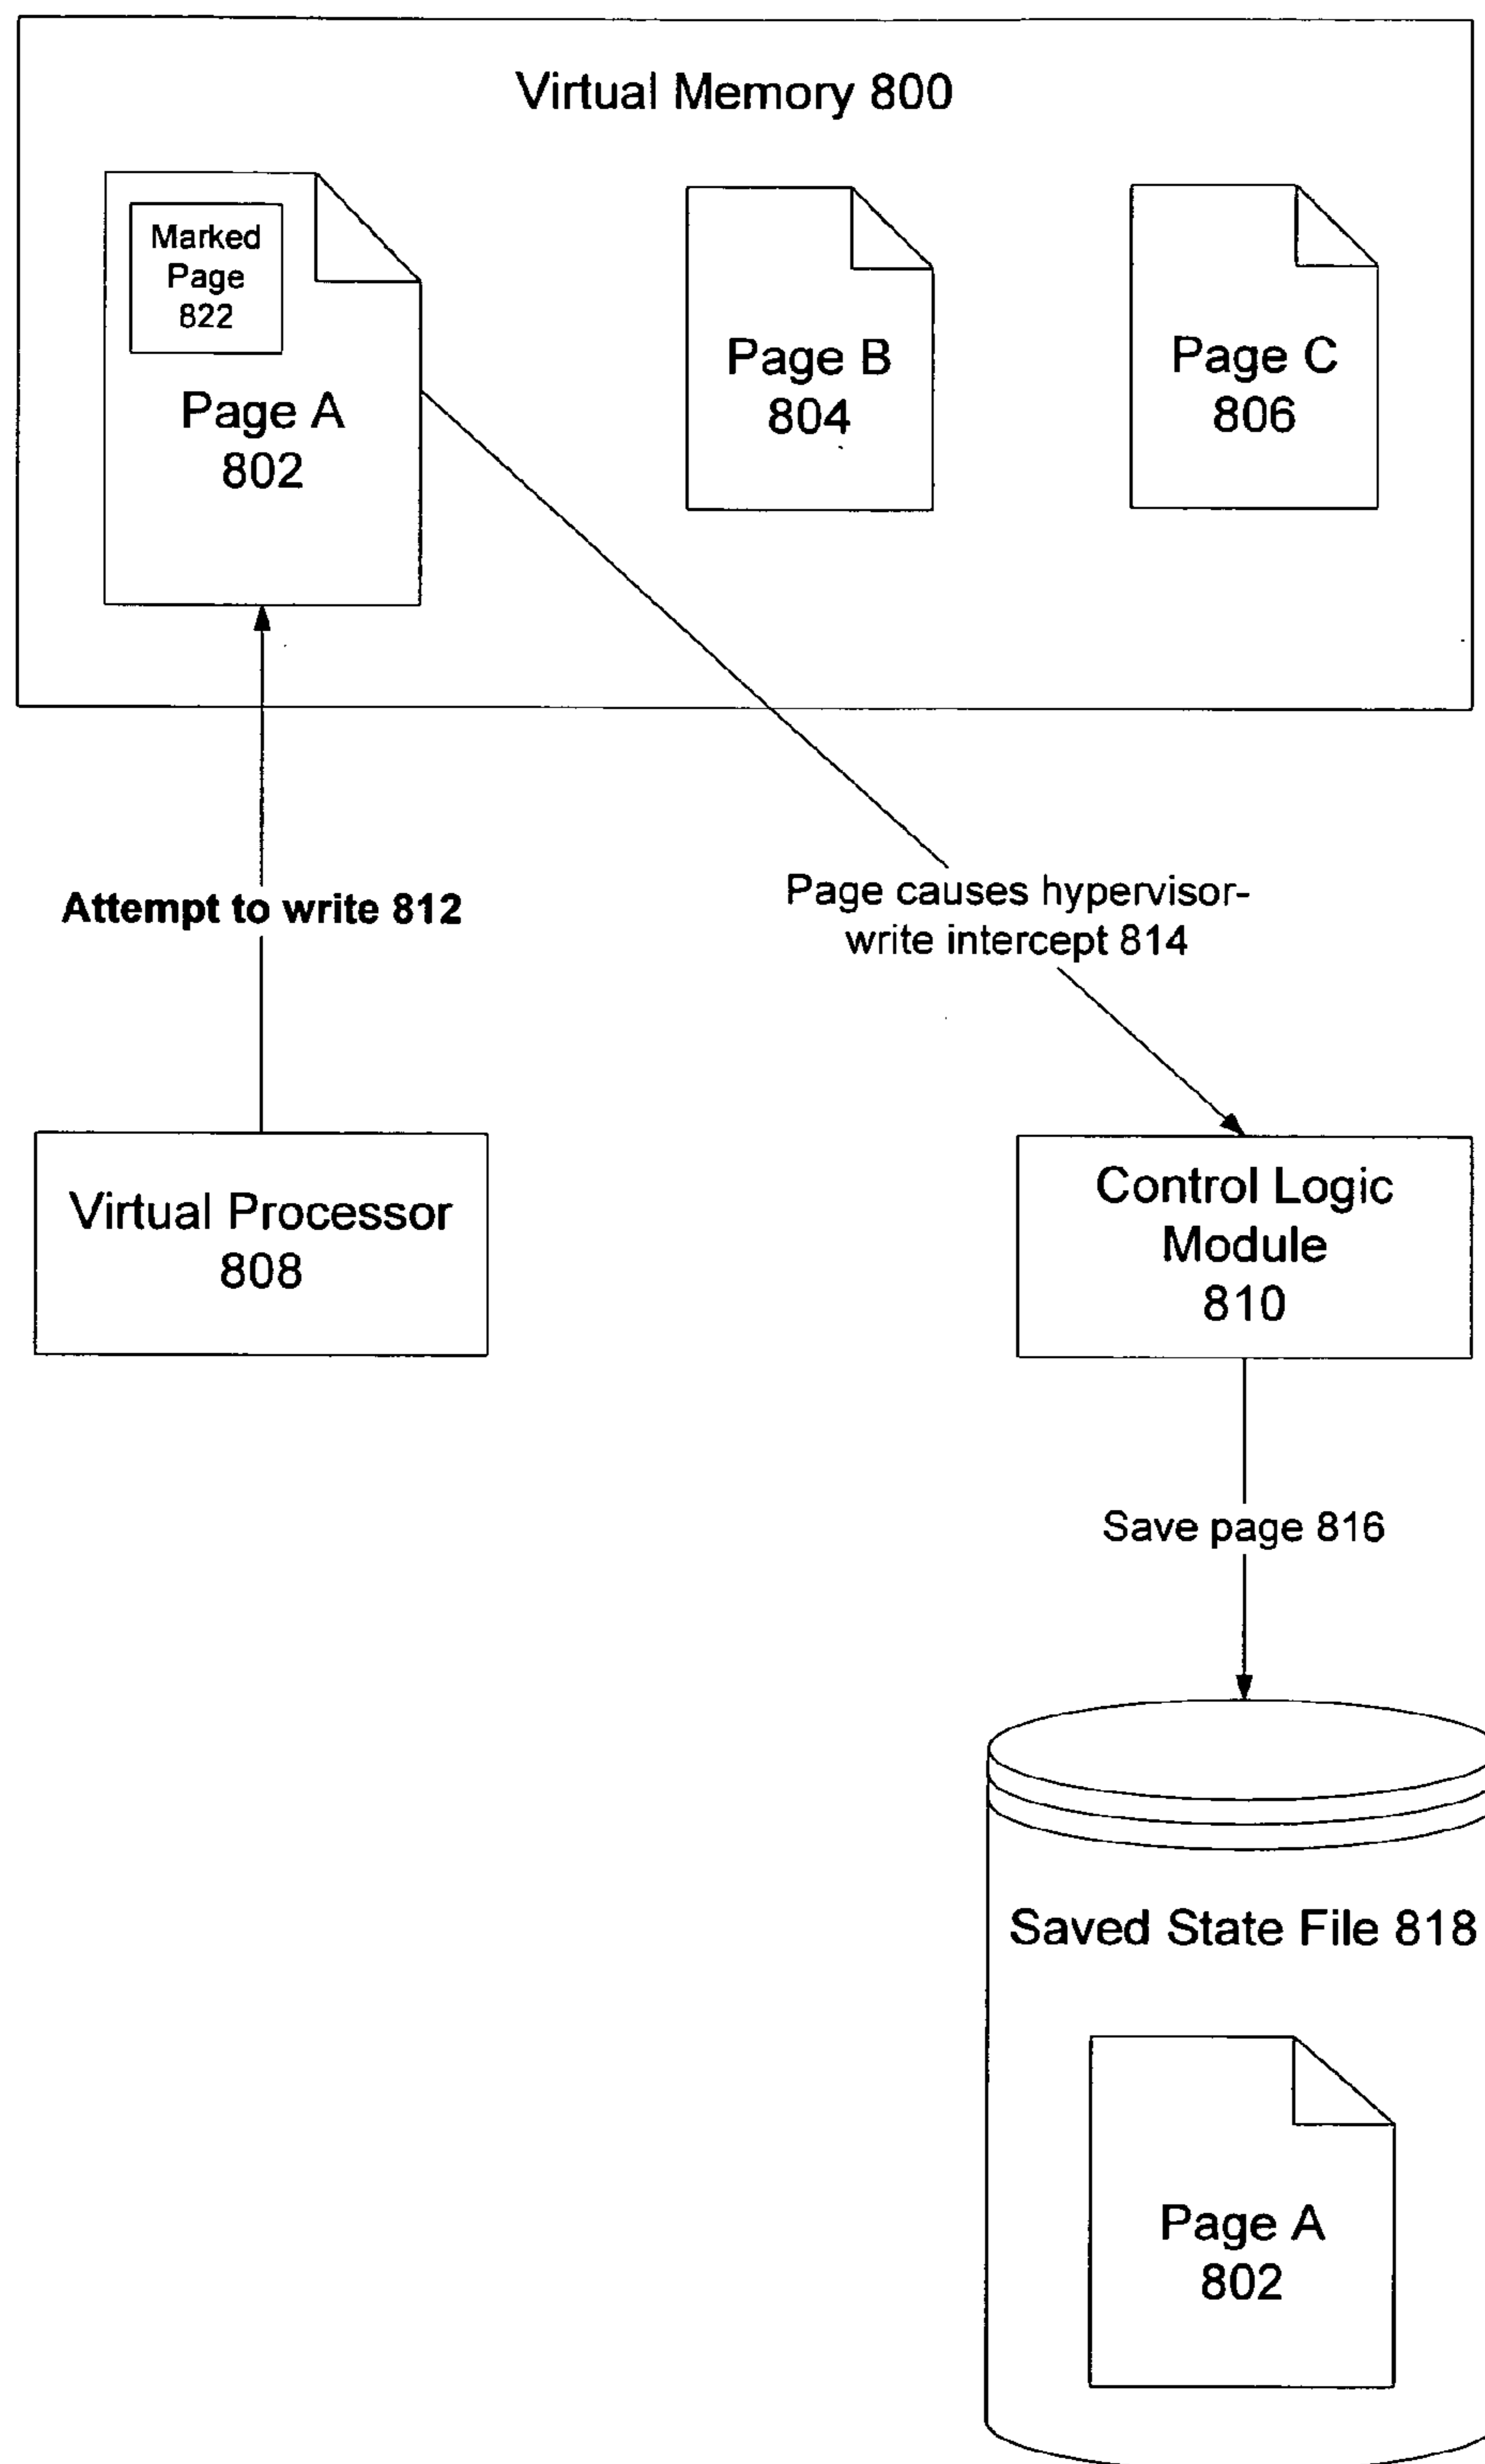 Virtual Memory 800
Marked
Page
822
Page A
802
Page B
804
Page C
806
Attempt to write 812
Page causes hypervisor-
write intercept 814
Virtual Processor
808
Control Logic
Module
810
Save page 816
Saved State File 818
Page A
802